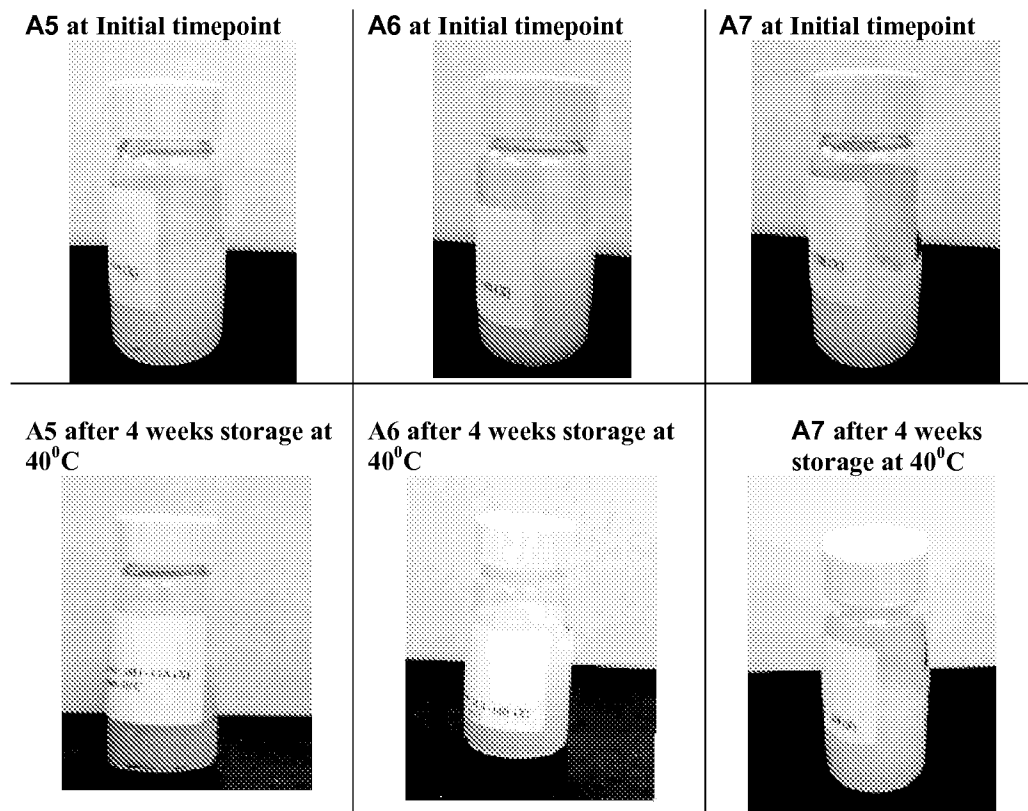 A5 at Initial timepoint
A6 at Initial timepoint
A7 at Initial timepoint
A5 after 4 weeks storage at
40⁰C
A6 after 4 weeks storage at
40⁰C
A7 after 4 weeks
storage at 40⁰C